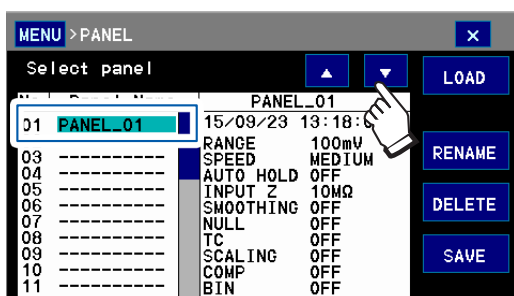 MENU >PANEL ×
Select panel ▲ ▼ LOAD
PANEL_01
01 PANEL_01 15/09/23 13:18:
RANGE 100mV
03 ---------- SPEED MEDIUM RENAME
04 ---------- AUTO HOLD OFF
05 ---------- INPUT Z 10MΩ
06 ---------- SMOOTHING OFF DELETE
07 ---------- NULL OFF
08 ---------- TC OFF
09 ---------- SCALING OFF SAVE
10 ---------- COMP OFF
11 ---------- BIN OFF